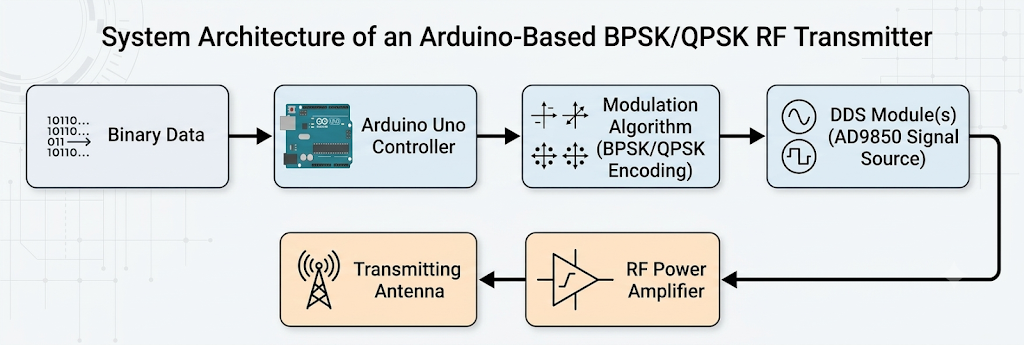 System Architecture of an Arduino-Based BPSK/QPSK RF Transmitter
10110...
10110...
011
10110...
Binary Data
Arduino Uno
Controller
Modulation
Algorithm
(BPSK/QPSK
Encoding)
DDS Module(s)
(AD9850 Signal
Source)
Transmitting
Antenna
RF Power
Amplifier